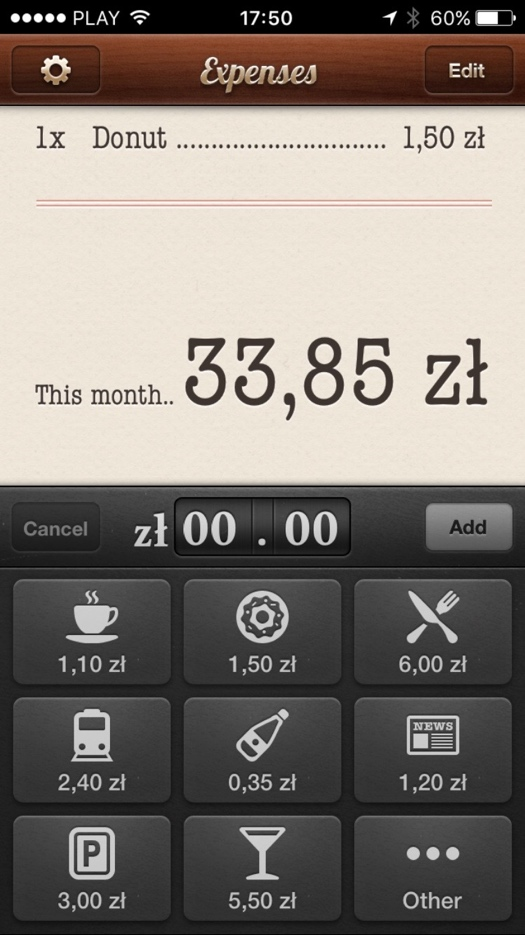 ●●●●● PLAY 17:50 60%
Expenses Edit
1x Donut .............................. 1,50 zł
This month.. 33,85 zł
Cancel zł 00 . 00 Add
1,10 zł 1,50 zł 6,00 zł
NEWS
2,40 zł 0,35 zł 1,20 zł
P
3,00 zł 5,50 zł Other